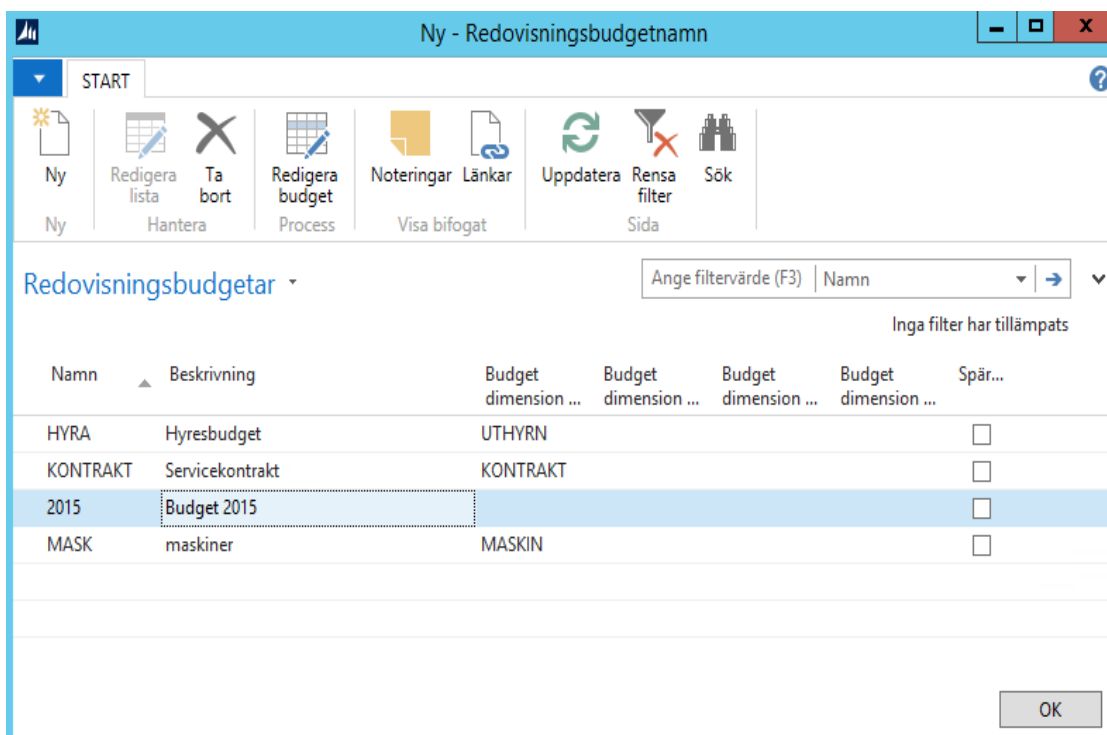 Ny - Redovisningsbudgetnamn
START
Ny
Redigera lista
Ta bort
Redigera budget
Noteringar
Länkar
Uppdatera
Rensa filter
Sök
Ny
Hantera
Process
Visa bifogat
Sida
Redovisningsbudgetar
Ange filtervärde (F3) Namn
Inga filter har tillämpats
Namn Beskrivning Budget dimension ... Budget dimension ... Budget dimension ... Budget dimension ... Spär...
HYRA Hyresbudget UTHYRN
KONTRAKT Servicekontrakt KONTRAKT
2015 Budget 2015
MASK maskiner MASKIN
OK